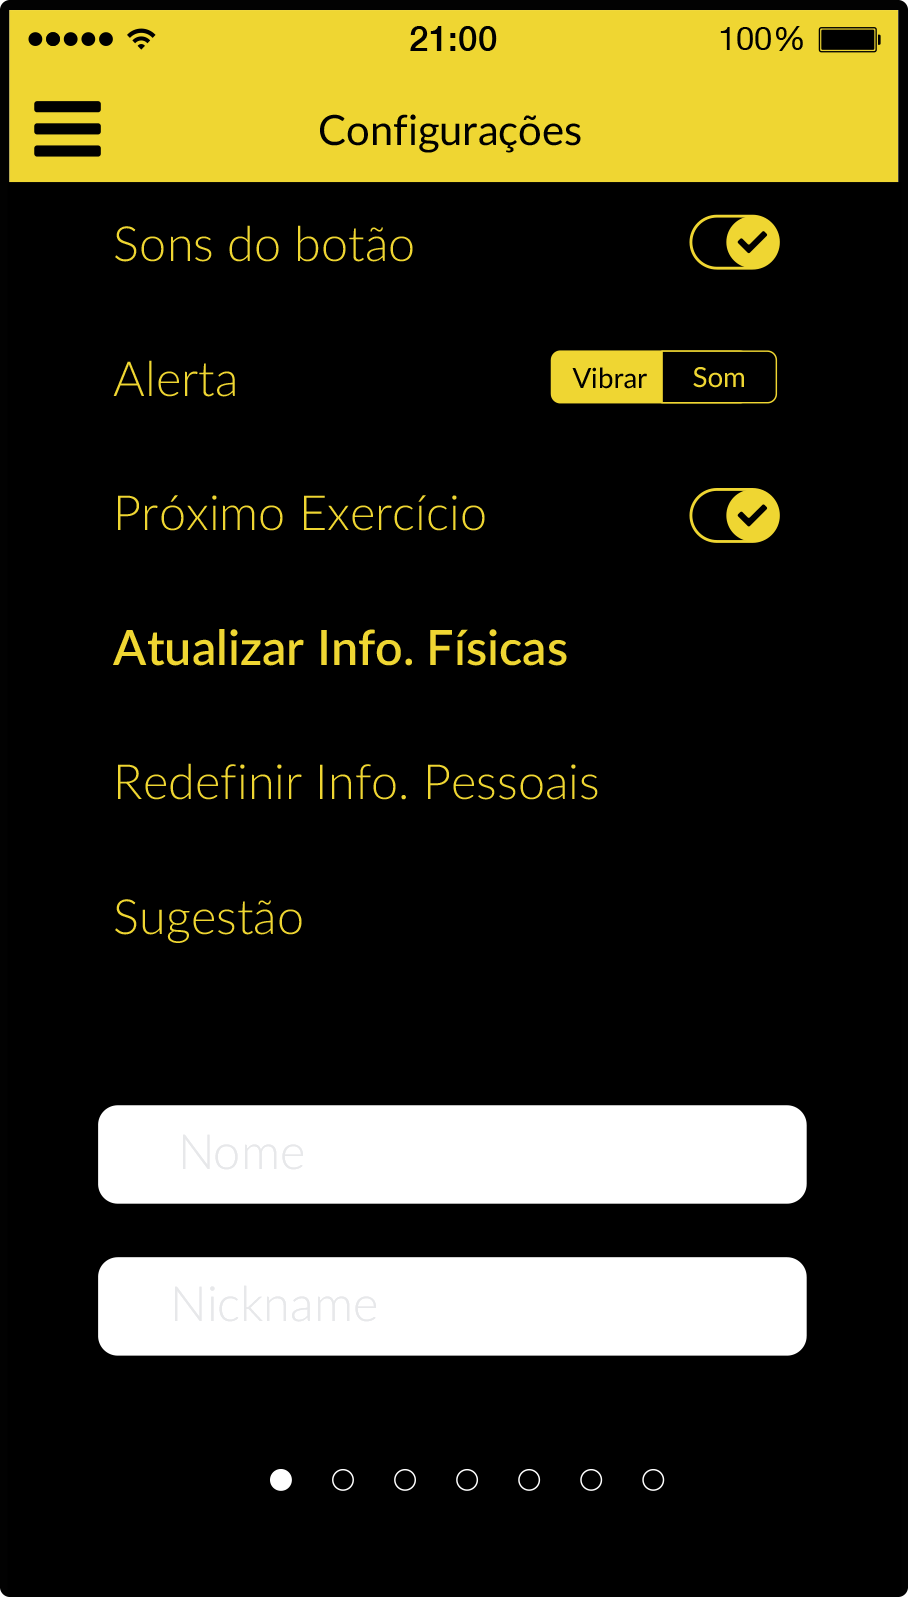 21:00 100%
Configurações
Sons do botão
Alerta Vibrar Som
Próximo Exercício
Atualizar Info. Físicas
Redefinir Info. Pessoais
Sugestão
Nome
Nickname